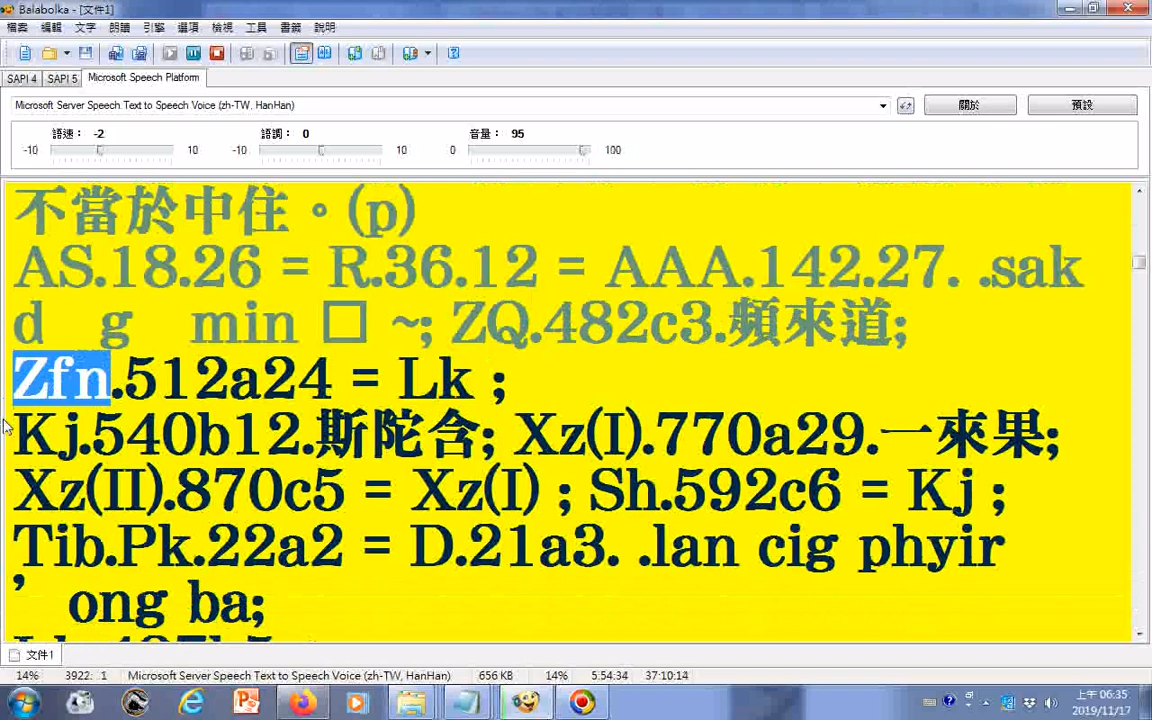 Balabolka - [文件1]
檔案 編輯 文字 朗讀 引擎 選項 檢視 工具 書籤 說明
SAPI 4 SAPI 5 Microsoft Speech Platform
Microsoft Server Speech Text to Speech Voice (zh-TW, HanHan) 關於 預設
語速： -2 語調： 0 音量： 95
-10 10 -10 10 0 100
不當於中住。(p)
AS.18.26 = R.36.12 = AAA.142.27. .sak
d g min □ ~; ZQ.482c3.頻來道;
Zfn.512a24 = Lk ;
Kj.540b12.斯陀含; Xz(I).770a29.一來果;
Xz(II).870c5 = Xz(I) ; Sh.592c6 = Kj ;
Tib.Pk.22a2 = D.21a3. .lan cig phyir
’ ong ba;
文件1
14% 3922: 1 Microsoft Server Speech Text to Speech Voice (zh-TW, HanHan) 656 KB 14% 5:54:34 37:10:14
上午 06:35
2019/11/17